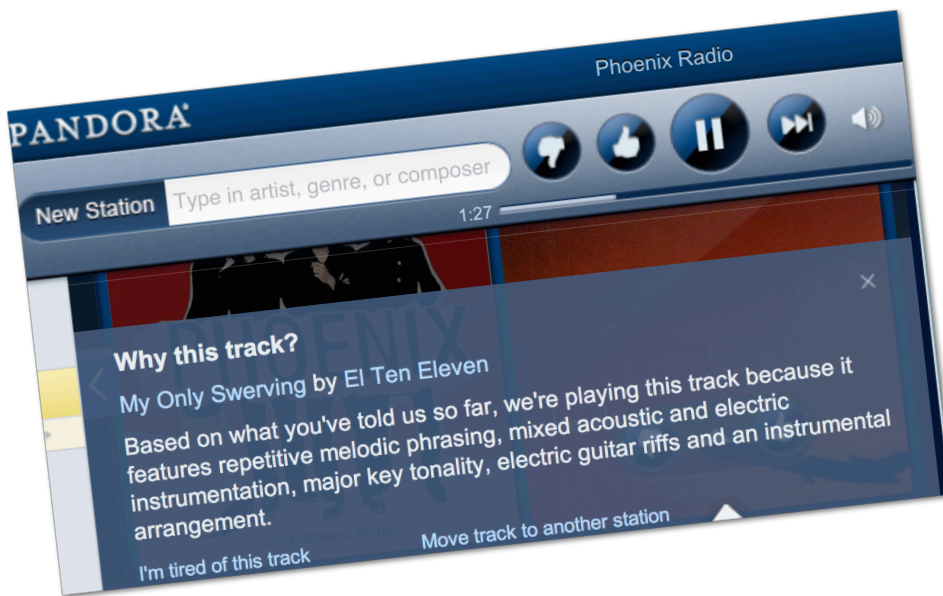 Phoenix Radio
PANDORA
New Station
Type in artist, genre, or composer
1:27
PHOENIX
Why this track?
My Only Swerving by El Ten Eleven
Based on what you've told us so far, we're playing this track because it
features repetitive melodic phrasing, mixed acoustic and electric
instrumentation, major key tonality, electric guitar riffs and an instrumental
arrangement.
I'm tired of this track
Move track to another station